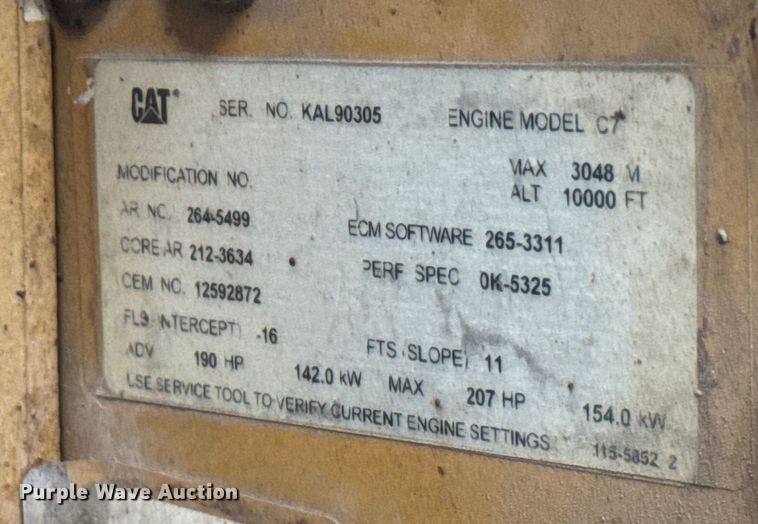 CAT® SER. NO. KAL90305 ENGINE MODEL C7
MAX 3048 M
MODIFICATION NO. ALT 10000 FT
AR NO. 264-5499 ECM SOFTWARE 265-3311
CORE AR 212-3634 PERF SPEC 0K-5325
OEM NO. 12592872
FLS (INTERCEPT) -16 FTS (SLOPE) 11
ADV 190 HP 142.0 kW MAX 207 HP 154.0 kW
USE SERVICE TOOL TO VERIFY CURRENT ENGINE SETTINGS 115-5852 2
Purple Wave Auction